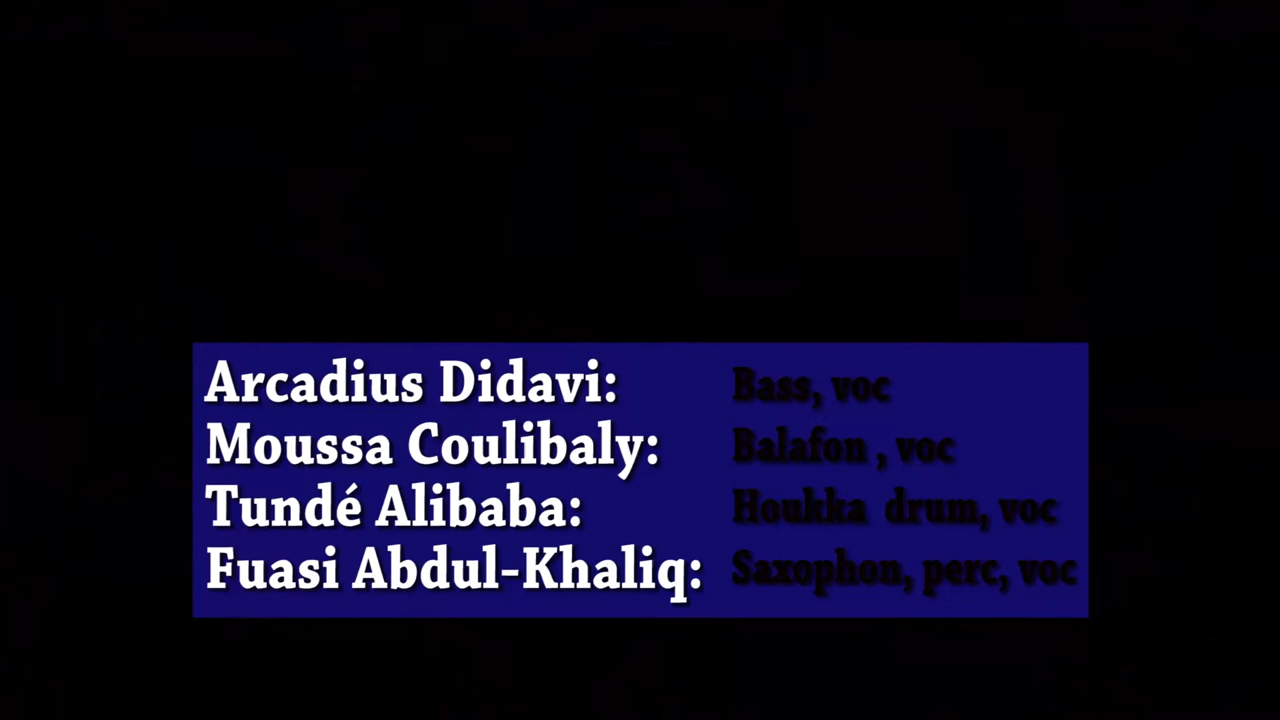 Arcadius Didavi: Bass, voc
Moussa Coulibaly: Balafon , voc
Tundé Alibaba: Houkka drum, voc
Fuasi Abdul-Khaliq: Saxophon, perc, voc